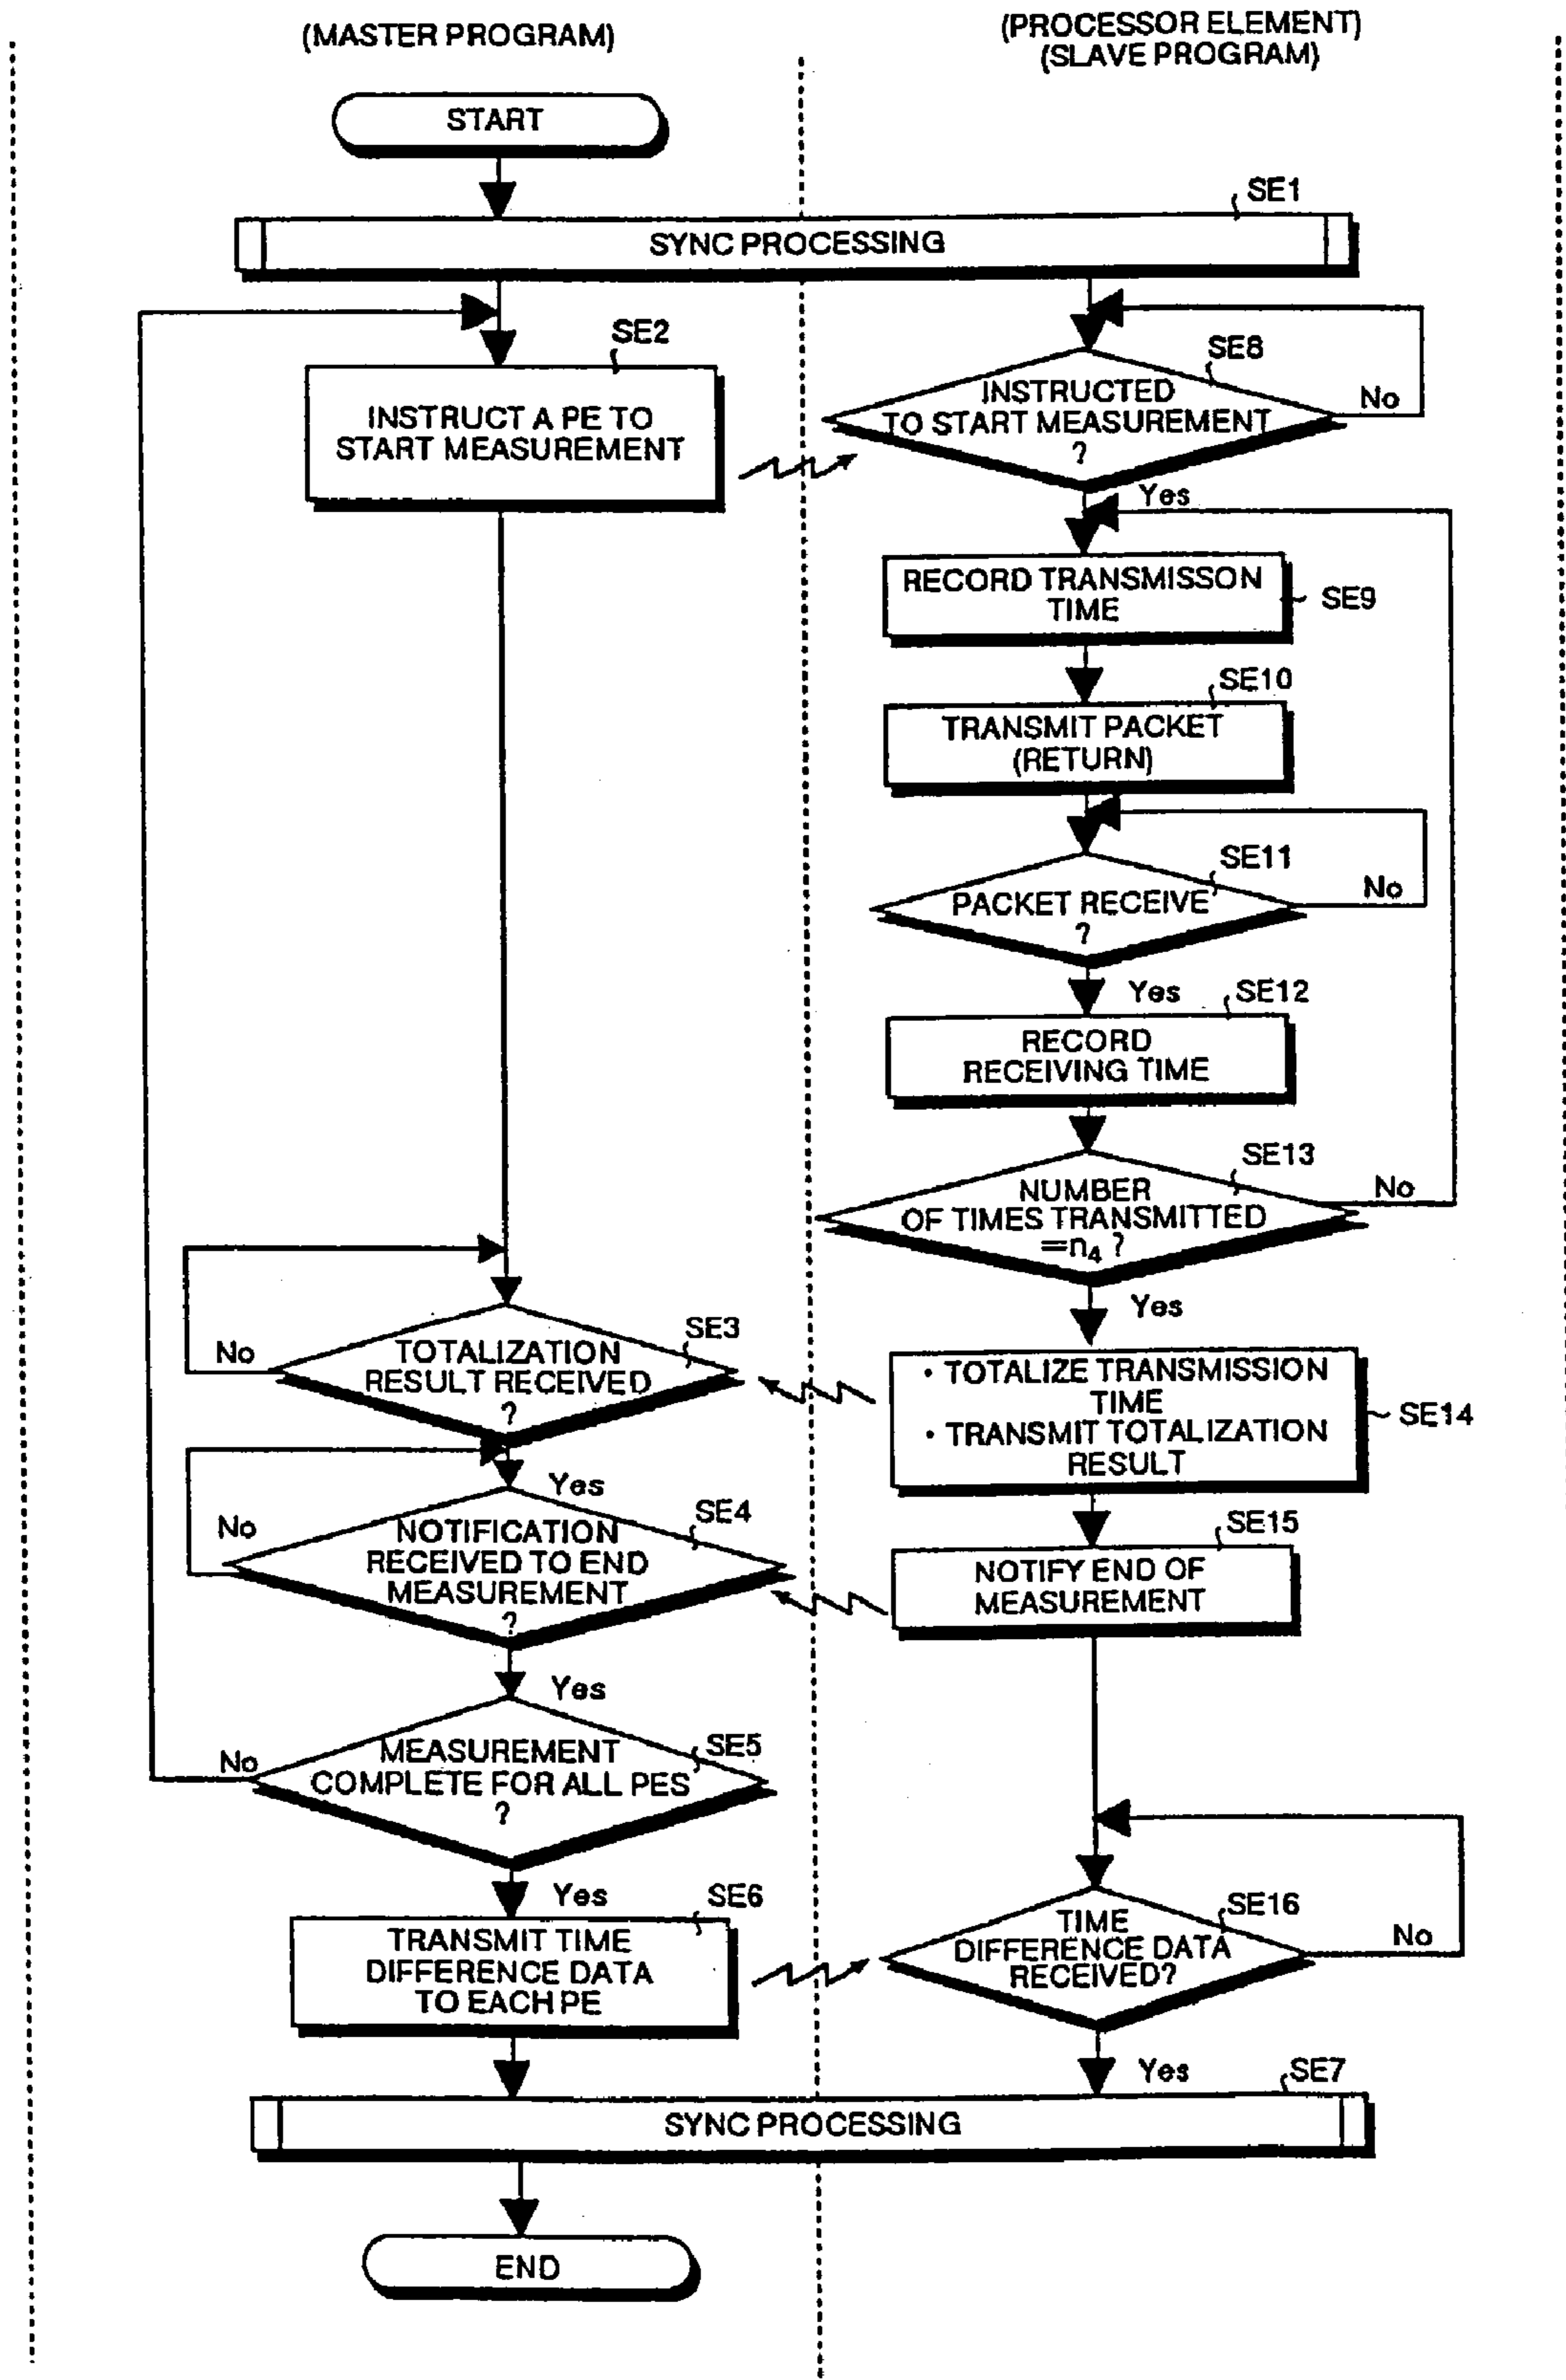 (MASTER PROGRAM)
(PROCESSOR ELEMENT)
(SLAVE PROGRAM)
START
SE1
SYNC PROCESSING
SE2
INSTRUCT A PE TO
START MEASUREMENT
SE8
INSTRUCTED
TO START MEASUREMENT
?
No
Yes
RECORD TRANSMISSON
TIME
SE9
SE10
TRANSMIT PACKET
(RETURN)
SE11
PACKET RECEIVE
?
No
Yes
SE12
RECORD
RECEIVING TIME
SE13
NUMBER
OF TIMES TRANSMITTED
=n4 ?
No
Yes
SE3
TOTALIZATION
RESULT RECEIVED
?
No
Yes
• TOTALIZE TRANSMISSION
TIME
• TRANSMIT TOTALIZATION
RESULT
SE14
SE4
NOTIFICATION
RECEIVED TO END
MEASUREMENT
?
No
Yes
SE15
NOTIFY END OF
MEASUREMENT
SE5
MEASUREMENT
COMPLETE FOR ALL PES
?
No
Yes
SE6
TRANSMIT TIME
DIFFERENCE DATA
TO EACH PE
SE16
TIME
DIFFERENCE DATA
RECEIVED?
No
Yes
SE7
SYNC PROCESSING
END